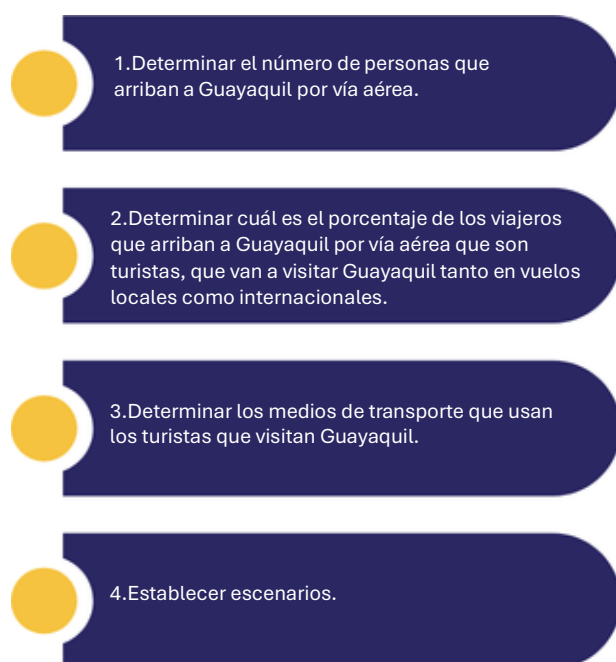 1.Determinar el número de personas que
arriban a Guayaquil por vía aérea.
2.Determinar cuál es el porcentaje de los viajeros
que arriban a Guayaquil por vía aérea que son
turistas, que van a visitar Guayaquil tanto en vuelos
locales como internacionales.
3.Determinar los medios de transporte que usan
los turistas que visitan Guayaquil.
4.Establecer escenarios.